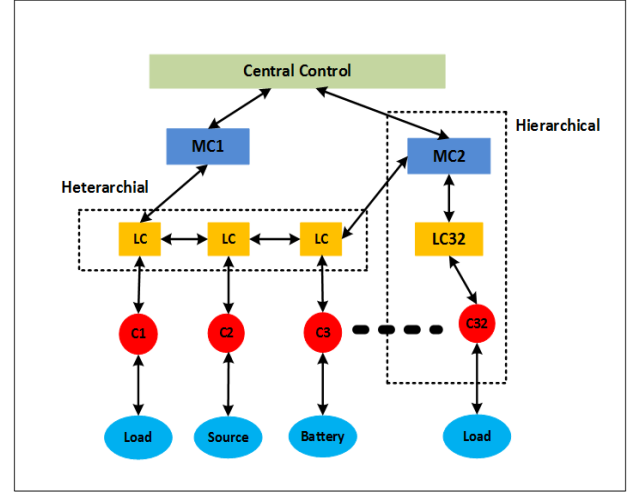 Central Control
Hierarchical
MC1
MC2
Heterarchial
LC
LC
LC
LC32
C1
C2
C3
C32
Load
Source
Battery
Load